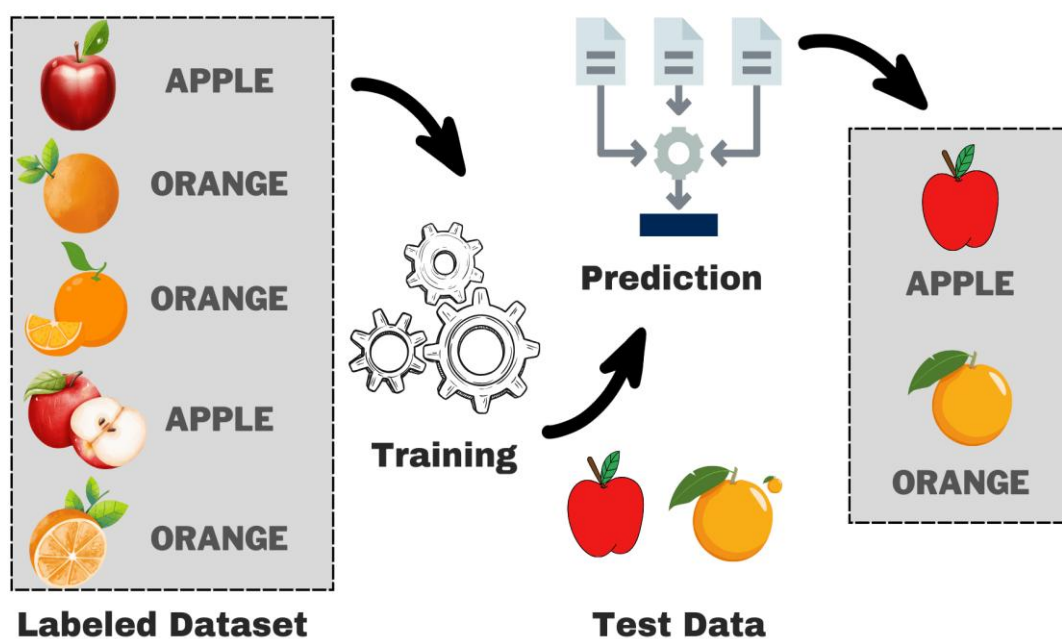 APPLE
ORANGE
ORANGE
APPLE
ORANGE
Labeled Dataset
Training
Prediction
Test Data
APPLE
ORANGE